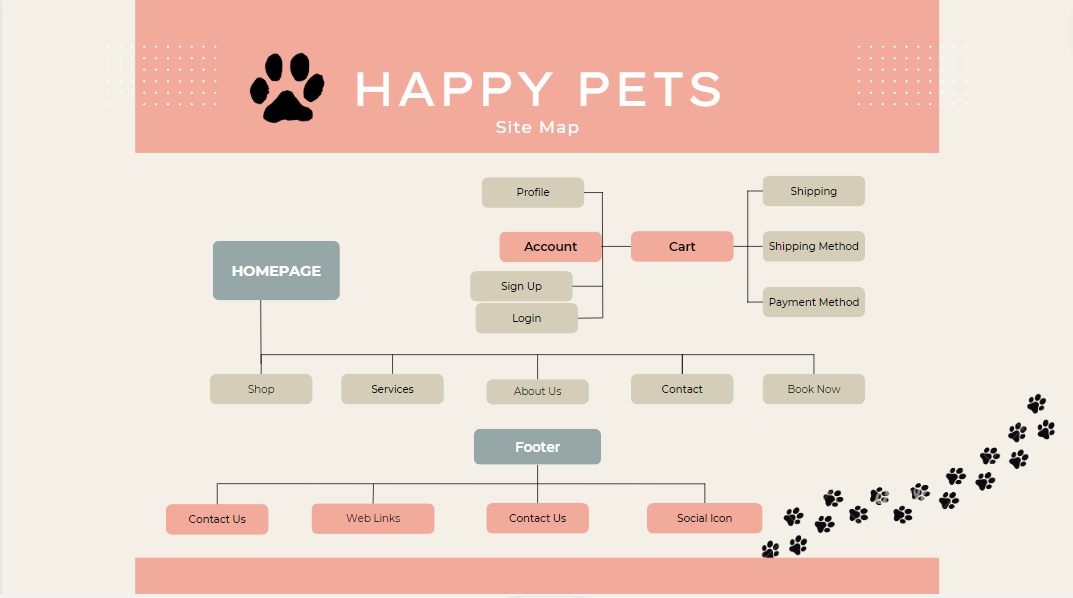 HAPPY PETS
Site Map
Profile
Shipping
HOMEPAGE
Account
Cart
Shipping Method
Sign Up
Login
Payment Method
Shop
Services
About Us
Contact
Book Now
Footer
Contact Us
Web Links
Contact Us
Social Icon